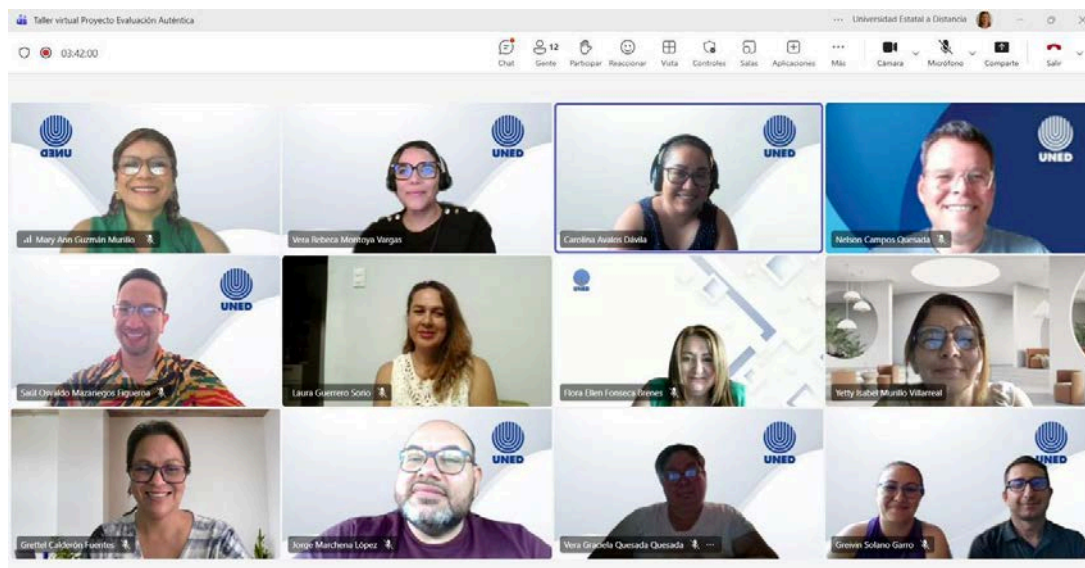 Taller virtual Proyecto Evaluación Auténtica
Universidad Estatal a Distancia
03:42:00
12
Chat
Gente
Participar
Reaccionar
Vista
Controles
Salas
Aplicaciones
Más
Cámara
Micrófono
Comparte
Salir
UNED
UNED
UNED
UNED
Mary Ann Guzmán Murillo
Vera Rebeca Montoya Vargas
Carolina Avalos Dávila
Nelson Campos Quesada
UNED
Saúl Osvaldo Mazariegos Figueroa
Laura Guerrero Sorio
Flora Ellen Fonseca Brenes
Yetty Isabel Murillo Villarreal
UNED
UNED
UNED
Grettel Calderón Fuentes
Jorge Marchena López
Vera Graciela Quesada Quesada
Greivin Solano Garro